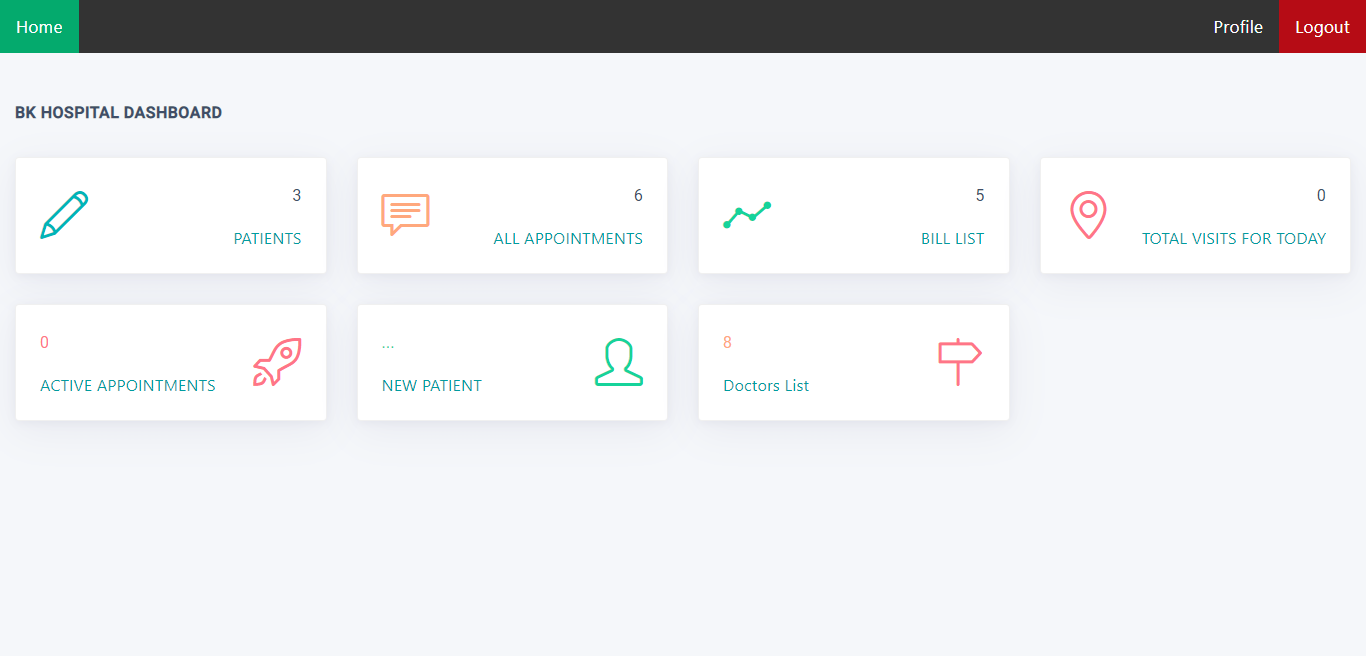 Home
Profile
Logout
BK HOSPITAL DASHBOARD
3
PATIENTS
6
ALL APPOINTMENTS
5
BILL LIST
0
TOTAL VISITS FOR TODAY
0
ACTIVE APPOINTMENTS
...
NEW PATIENT
8
Doctors List